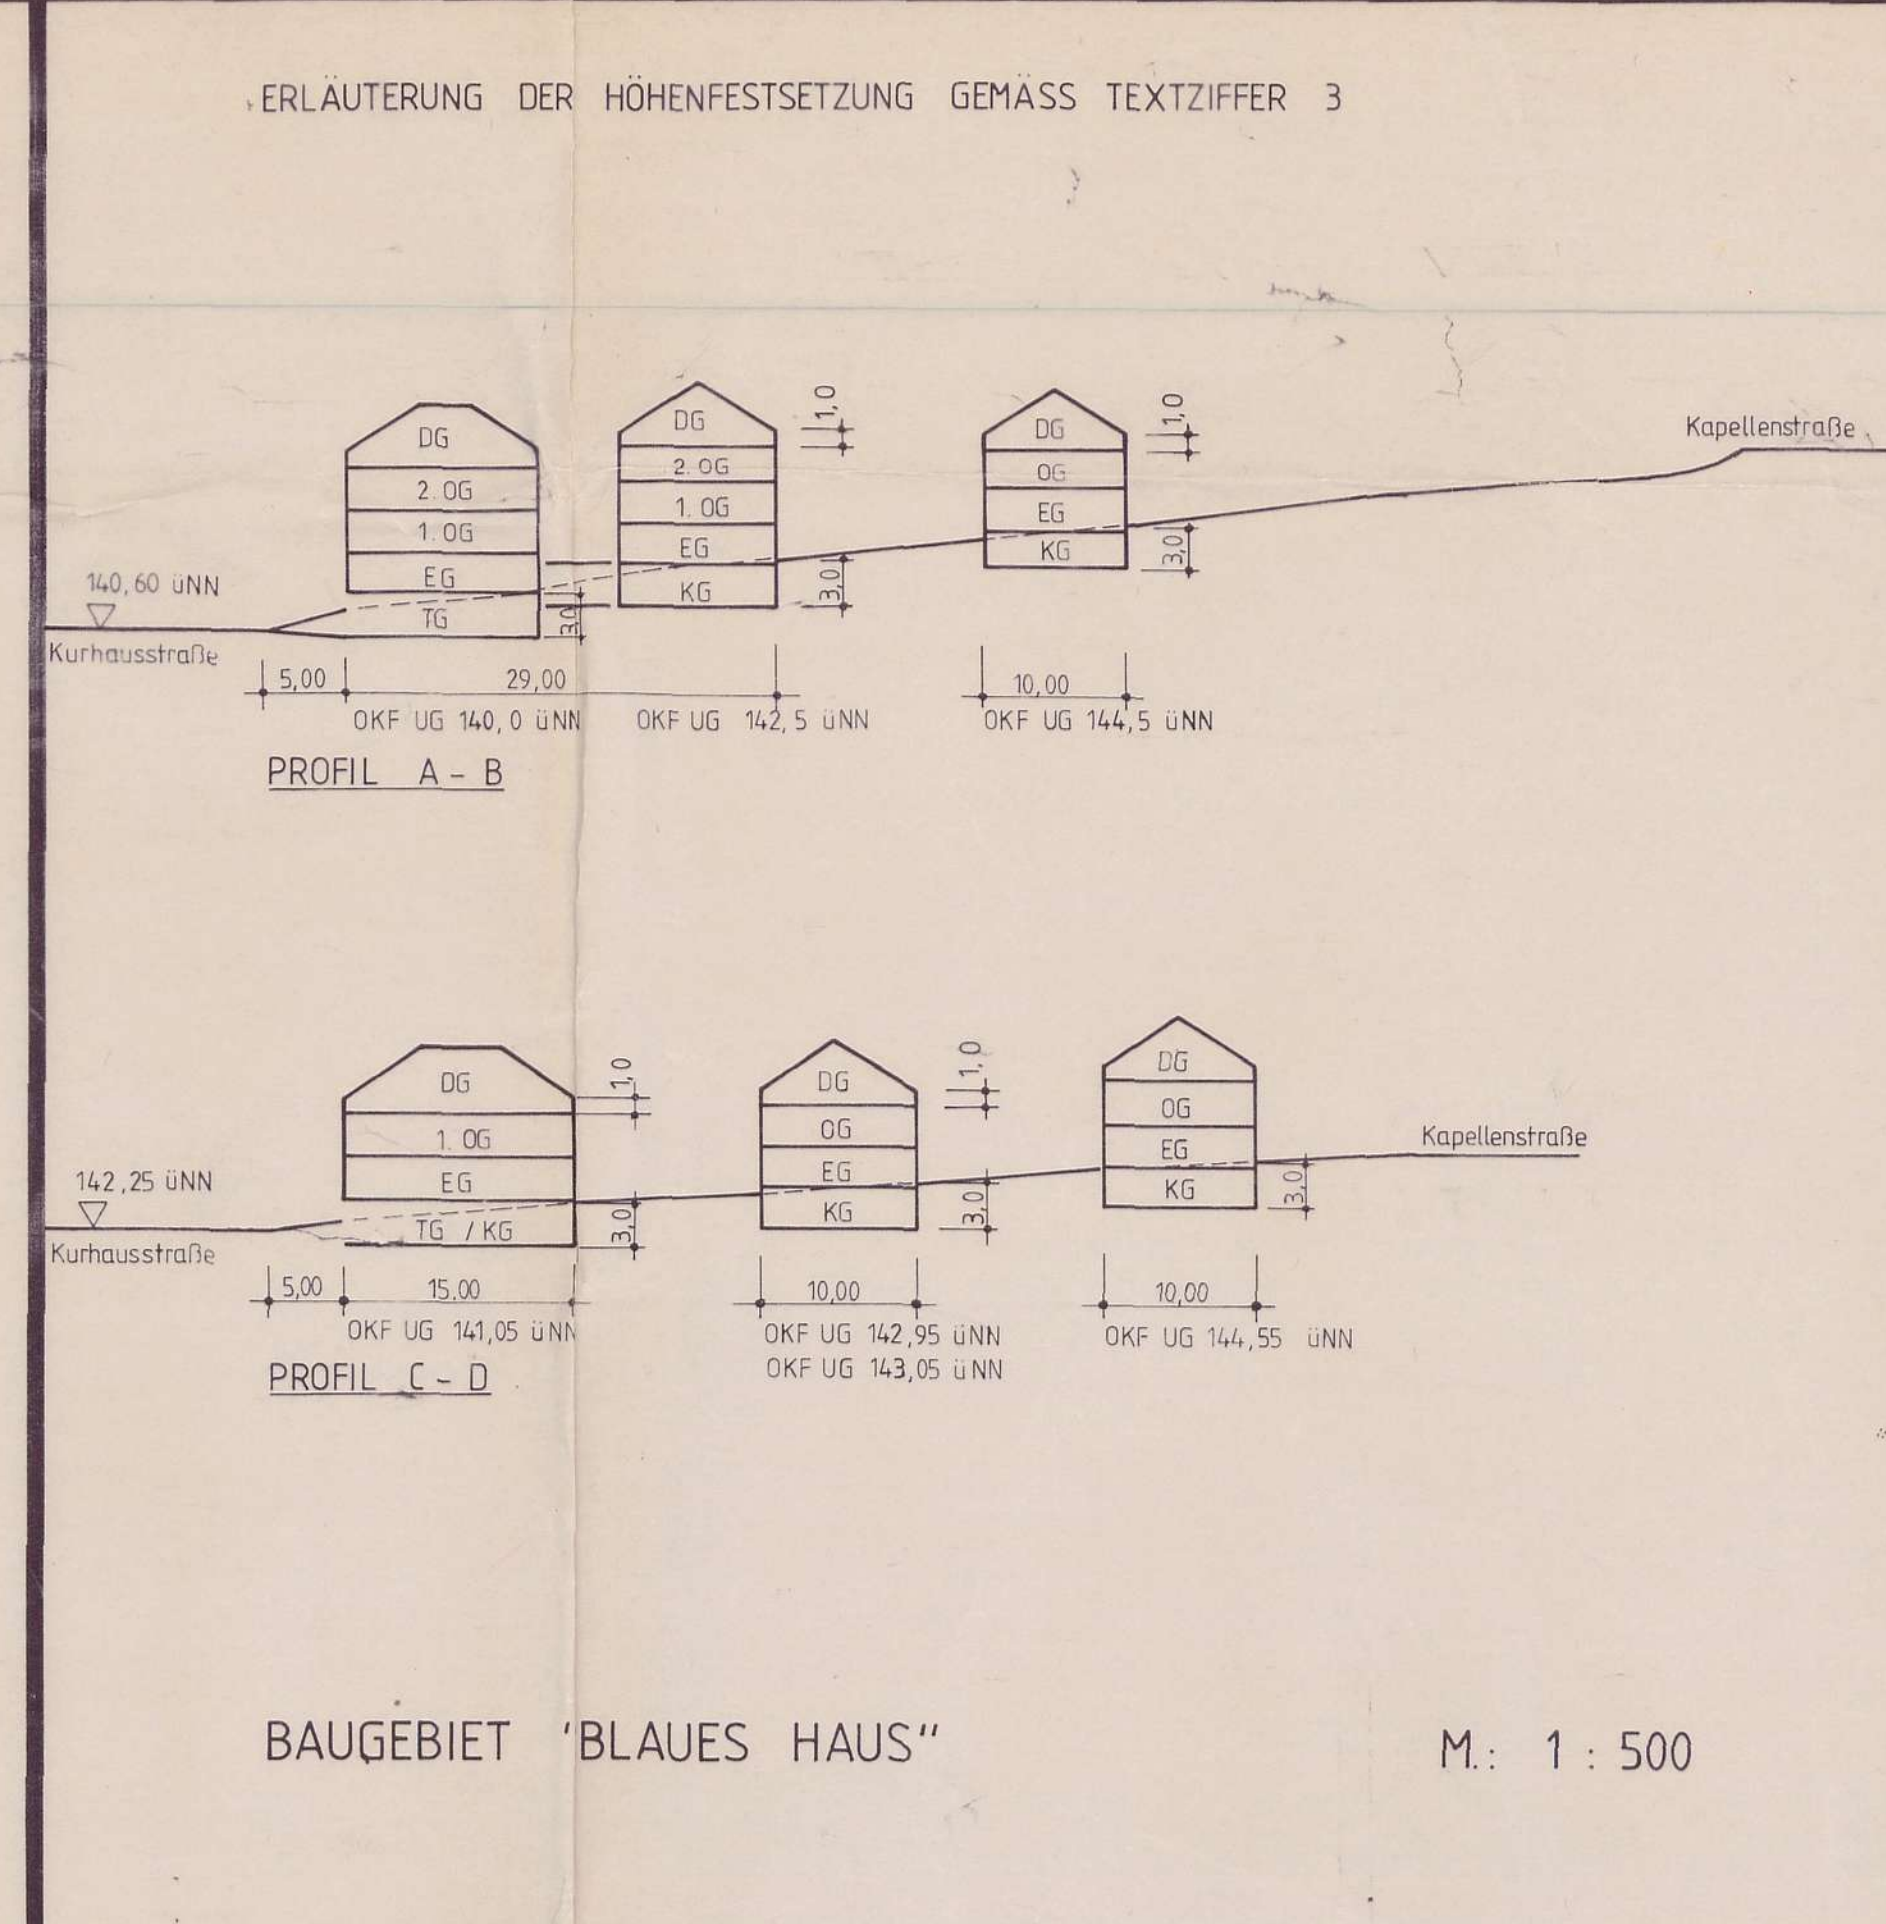 ERLÄUTERUNG DER HÖHENFESTSETZUNG GEMÄSS TEXTZIFFER 3
DG
2. OG
1. OG
EG
TG
3,0
DG
2. OG
1. OG
EG
KG
1,0
3,0
DG
OG
EG
KG
1,0
3,0
Kapellenstraße
140,60 üNN
Kurhausstraße
5,00
29,00
10,00
OKF UG 140,0 üNN
OKF UG 142,5 üNN
OKF UG 144,5 üNN
PROFIL A - B
DG
1. OG
EG
TG / KG
1,0
3,0
DG
OG
EG
KG
1,0
3,0
DG
OG
EG
KG
3,0
Kapellenstraße
142,25 üNN
Kurhausstraße
5,00
15.00
10,00
10,00
OKF UG 141,05 üNN
OKF UG 142,95 üNN
OKF UG 144,55 üNN
OKF UG 143,05 üNN
PROFIL C - D
BAUGEBIET 'BLAUES HAUS"
M.: 1 : 500